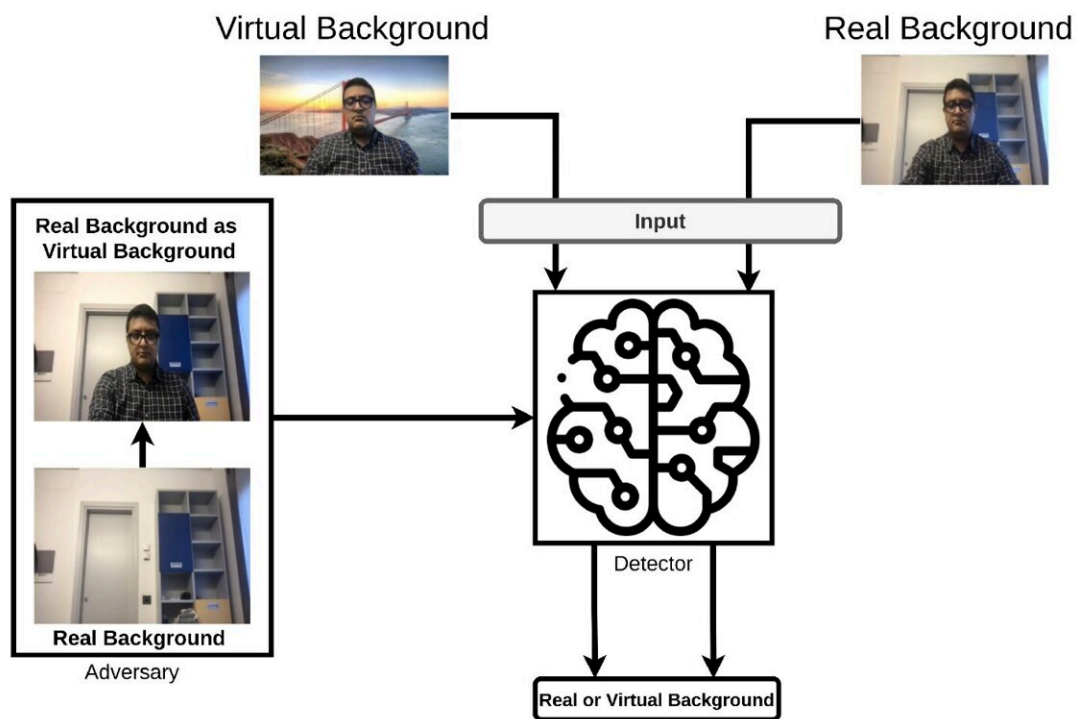 Virtual Background
Real Background
Input
Real Background as
Virtual Background
Real Background
Adversary
Detector
Real or Virtual Background